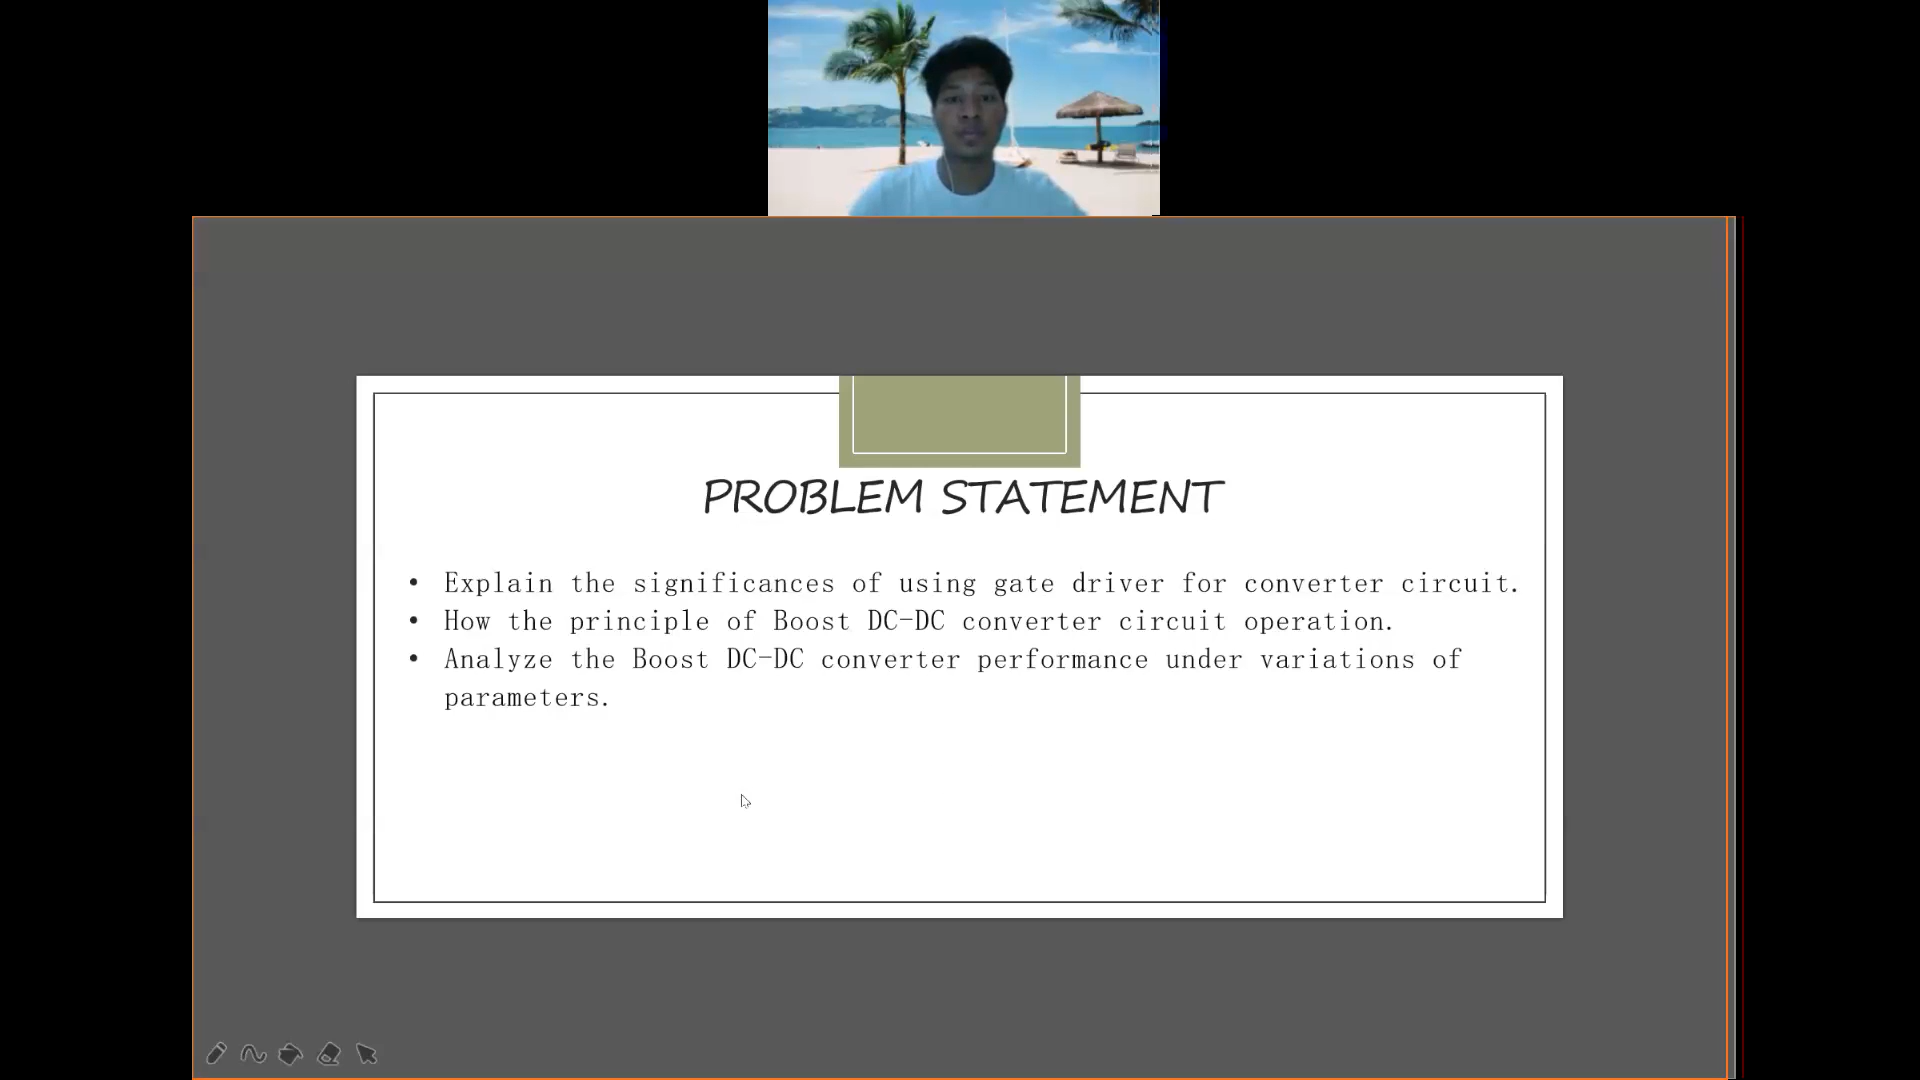 PROBLEM STATEMENT
• Explain the significances of using gate driver for converter circuit.
• How the principle of Boost DC-DC converter circuit operation.
• Analyze the Boost DC-DC converter performance under variations of
parameters.